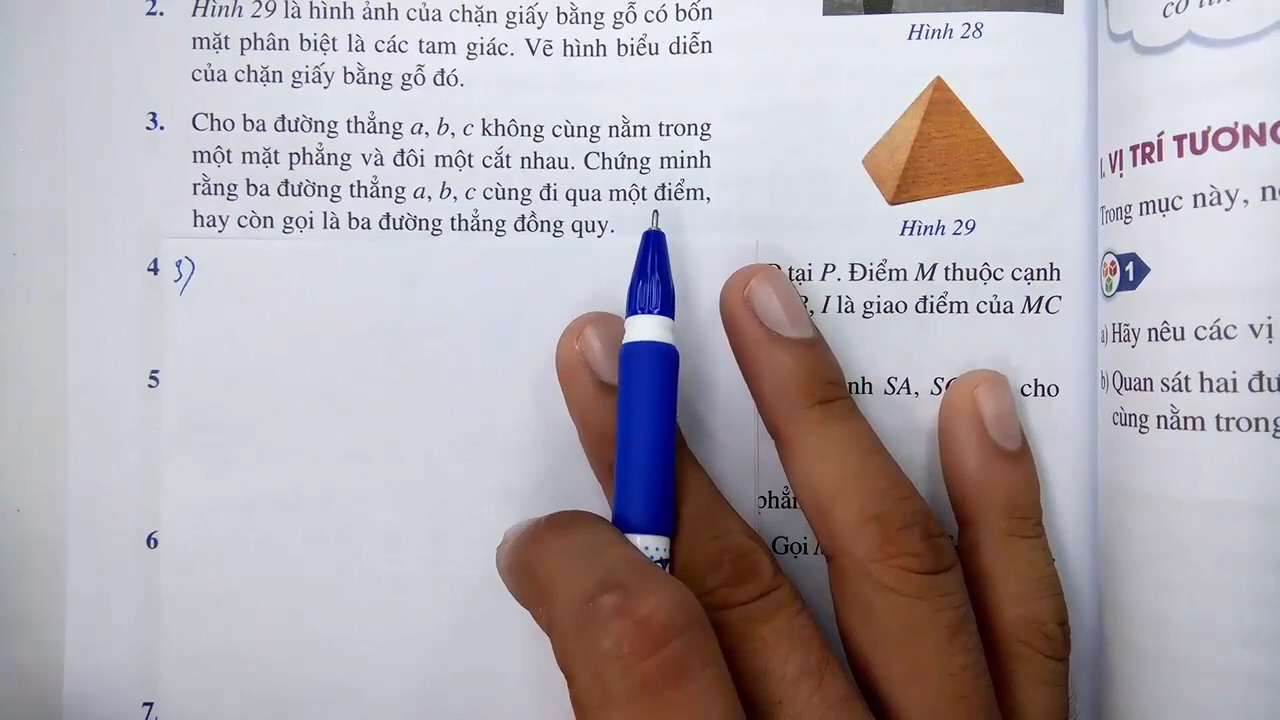 2. Hình 29 là hình ảnh của chặn giấy bằng gỗ có bốn
mặt phân biệt là các tam giác. Vẽ hình biểu diễn
của chặn giấy bằng gỗ đó.
Hình 28
3. Cho ba đường thẳng a, b, c không cùng nằm trong
một mặt phẳng và đôi một cắt nhau. Chứng minh
rằng ba đường thẳng a, b, c cùng đi qua một điểm,
hay còn gọi là ba đường thẳng đồng quy.
Hình 29
4 3)
tại P. Điểm M thuộc cạnh
, I là giao điểm của MC
5
SA, cho
6
Gọi
7.
I. VỊ TRÍ
Trong mục này,
1
a) Hãy nêu các vị
b) Quan sát hai
cùng nằm trong